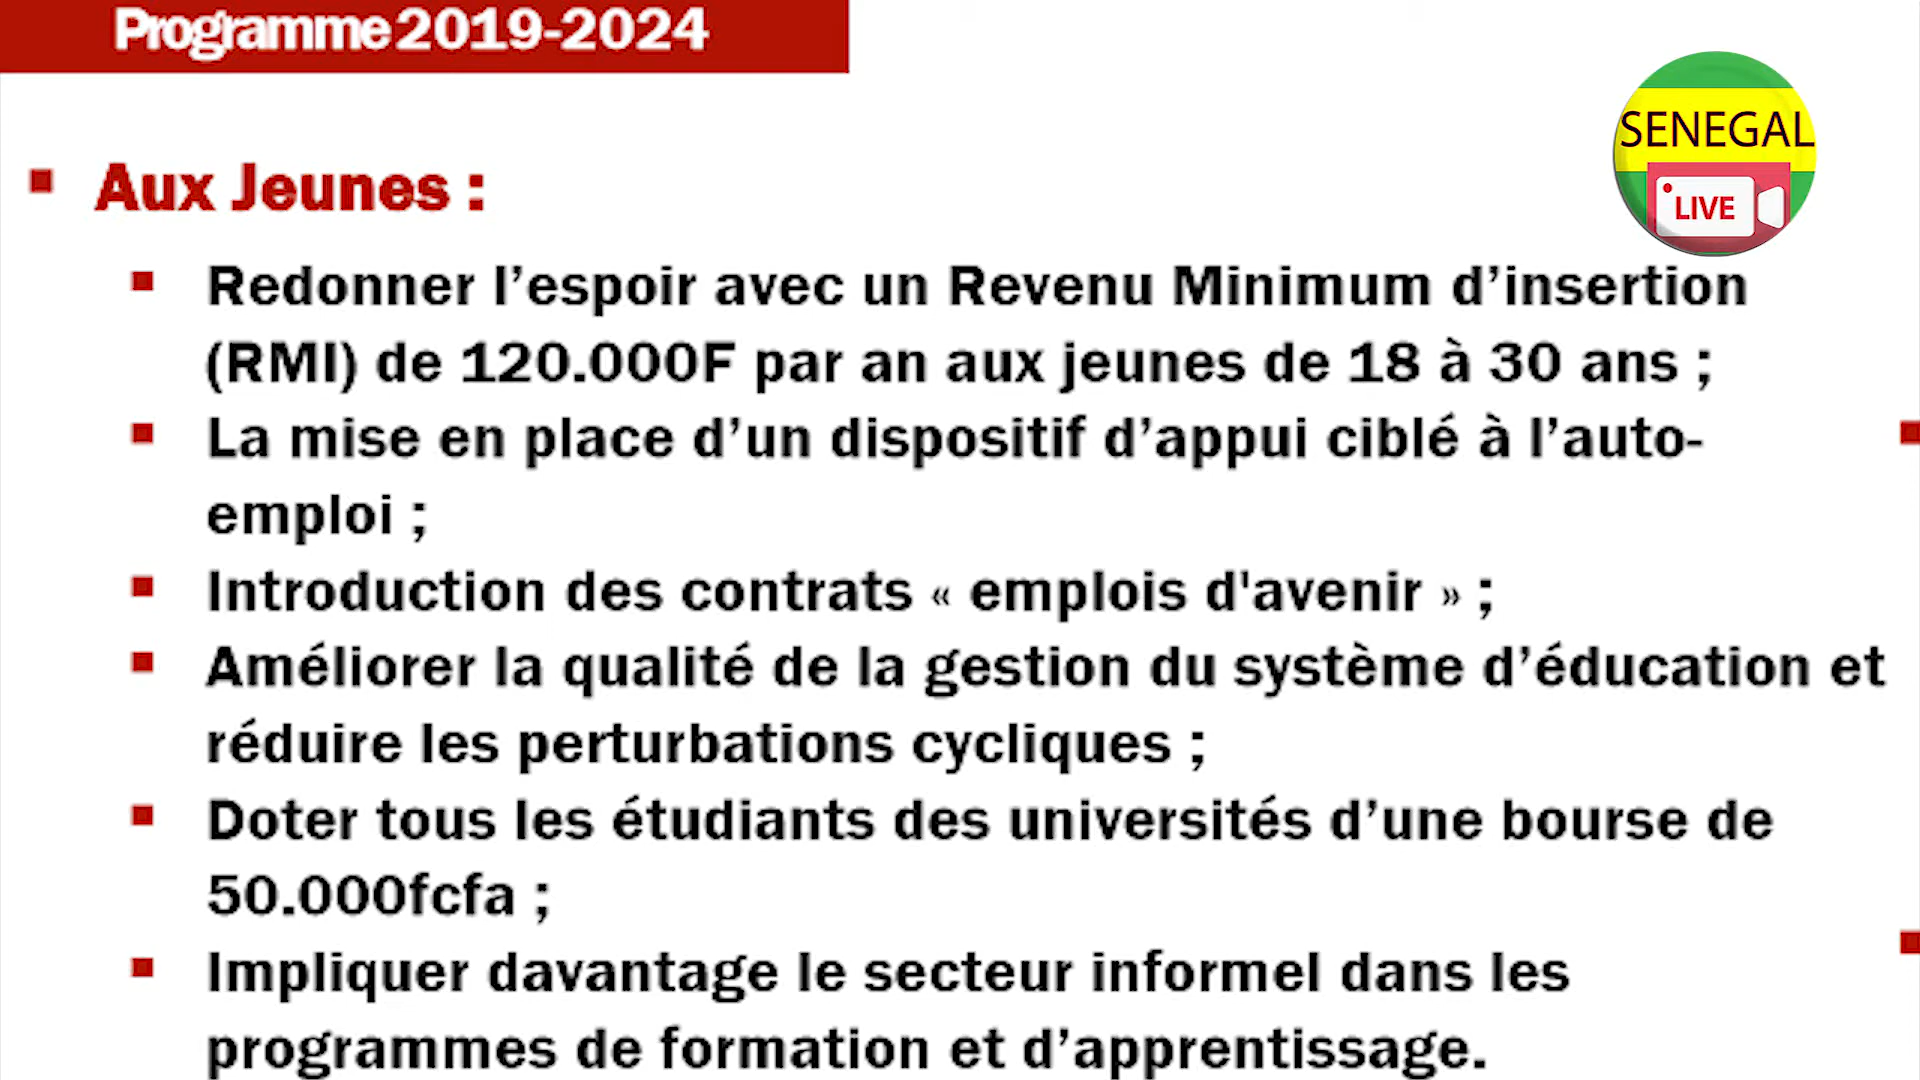 Programme 2019-2024
SENEGAL
LIVE
Aux Jeunes :
Redonner l’espoir avec un Revenu Minimum d’insertion
(RMI) de 120.000F par an aux jeunes de 18 à 30 ans ;
La mise en place d’un dispositif d’appui ciblé à l’auto-
emploi ;
Introduction des contrats « emplois d'avenir » ;
Améliorer la qualité de la gestion du système d’éducation et
réduire les perturbations cycliques ;
Doter tous les étudiants des universités d’une bourse de
50.000fcfa ;
Impliquer davantage le secteur informel dans les
programmes de formation et d’apprentissage.